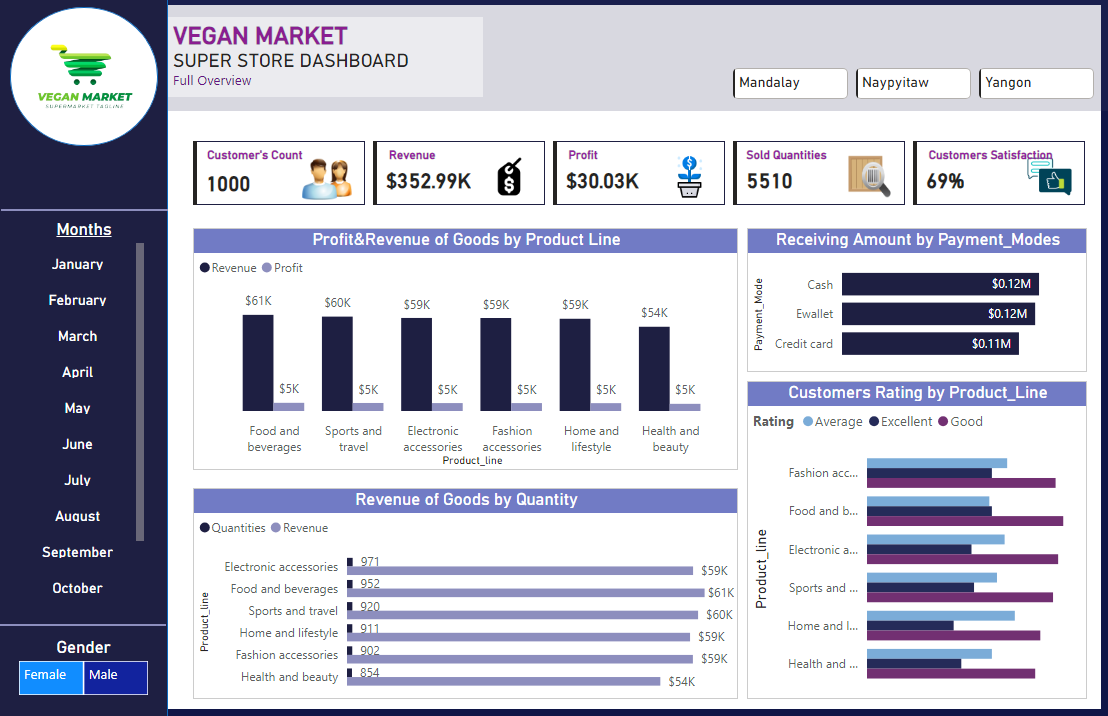 VEGAN MARKET
SUPERMARKET TAGLINE
VEGAN MARKET
SUPER STORE DASHBOARD
Full Overview
Mandalay
Naypyitaw
Yangon
Customer's Count
1000
Revenue
$352.99K
Profit
$30.03K
Sold Quantities
5510
Customers Satisfaction
69%
Months
January
February
March
April
May
June
July
August
September
October
Gender
Female
Male
Profit&Revenue of Goods by Product Line
Revenue
Profit
$61K
$60K
$59K
$59K
$59K
$54K
$5K
$5K
$5K
$5K
$5K
$5K
Food and beverages
Sports and travel
Electronic accessories
Fashion accessories
Home and lifestyle
Health and beauty
Product_line
Revenue of Goods by Quantity
Quantities
Revenue
Product_line
Electronic accessories
971
$59K
Food and beverages
952
$61K
Sports and travel
920
$60K
Home and lifestyle
911
$59K
Fashion accessories
902
$59K
Health and beauty
854
$54K
Receiving Amount by Payment_Modes
Payment_Mode
Cash
$0.12M
Ewallet
$0.12M
Credit card
$0.11M
Customers Rating by Product_Line
Rating
Average
Excellent
Good
Product_line
Fashion acc...
Food and b...
Electronic a...
Sports and ...
Home and l...
Health and ...